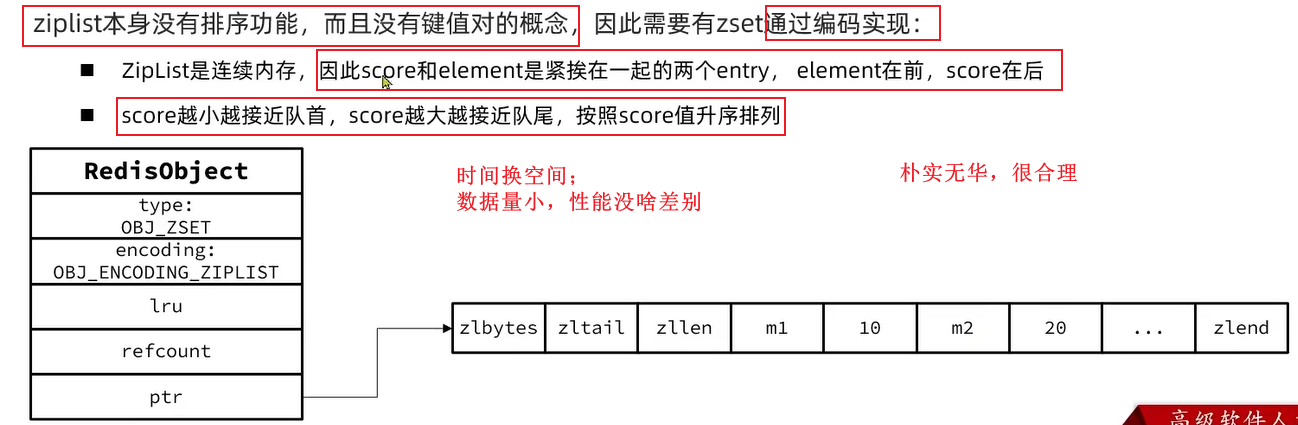 ziplist本身没有排序功能，而且没有键值对的概念，因此需要有zset通过编码实现：
ZipList是连续内存，因此score和element是紧挨在一起的两个entry， element在前，score在后
score越小越接近队首，score越大越接近队尾，按照score值升序排列
RedisObject
type:
OBJ_ZSET
encoding:
OBJ_ENCODING_ZIPLIST
lru
refcount
ptr
时间换空间；
数据量小，性能没啥差别
朴实无华，很合理
zlbytes zltail zllen m1 10 m2 20 ... zlend
高级软件人